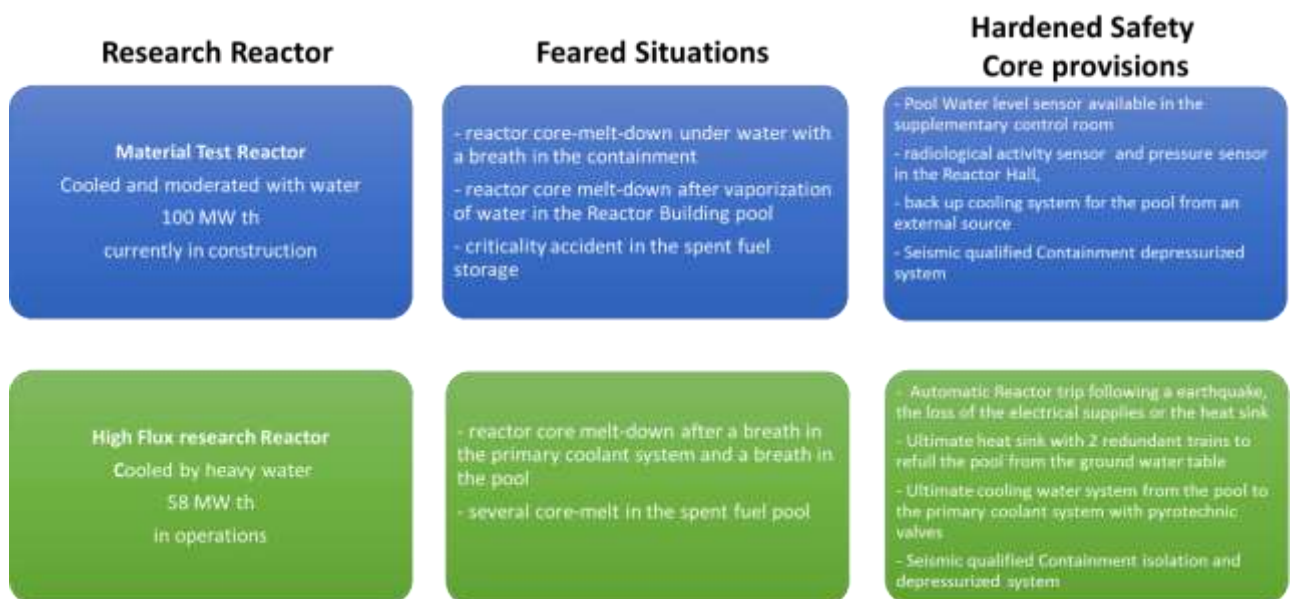 Research Reactor
Feared Situations
Hardened Safety
Core provisions
Material Test Reactor
Cooled and moderated with water
100 MW th
currently in construction
- reactor core-melt-down under water with
a breath in the containment
- reactor core melt-down after vaporization
of water in the Reactor Building pool
- criticality accident in the spent fuel
storage
- Pool Water level sensor available in the
supplementary control room
- radiological activity sensor and pressure sensor
in the Reactor Hall,
- back up cooling system for the pool from an
external source
- Seismic qualified Containment depressurized
system
High Flux research Reactor
Cooled by heavy water
58 MW th
in operations
- reactor core melt-down after a breath in
the primary coolant system and a breath in
the pool
- several core-melt in the spent fuel pool
- Automatic Reactor trip following a earthquake,
the loss of the electrical supplies or the heat sink
- Ultimate heat sink with 2 redundant trains to
refull the pool from the ground water table
- Ultimate cooling water system from the pool to
the primary coolant system with pyrotechnic
valves
- Seismic qualified Containment isolation and
depressurized system